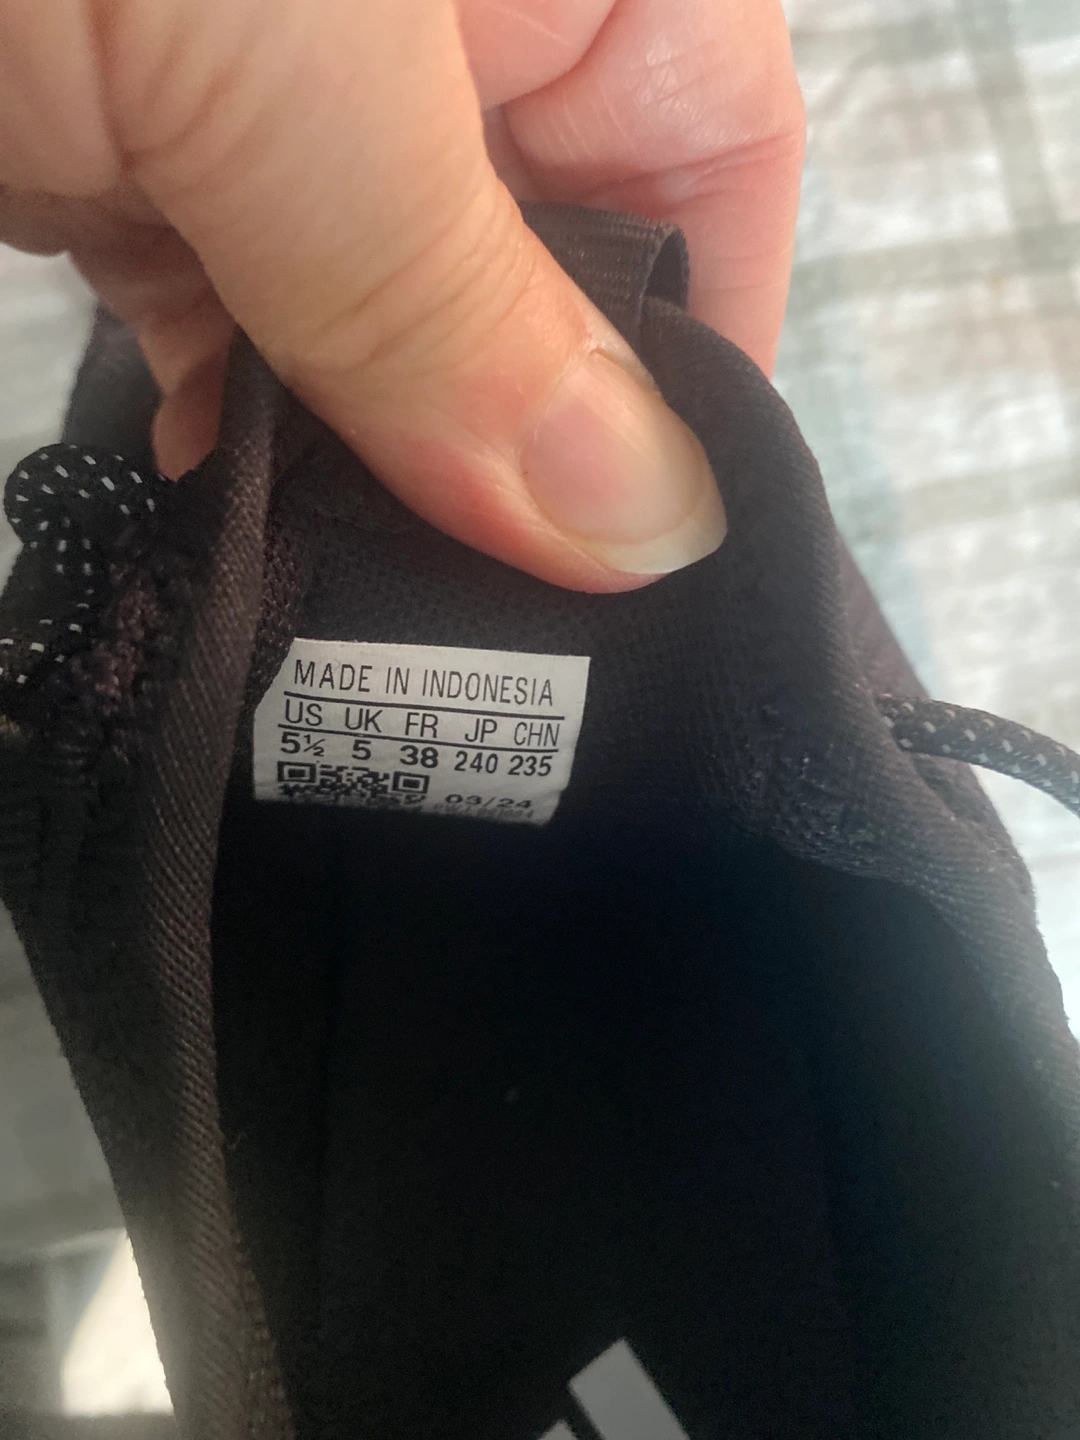 MADE IN INDONESIA
US UK FR JP CHN
5½ 5 38 240 235
03/24